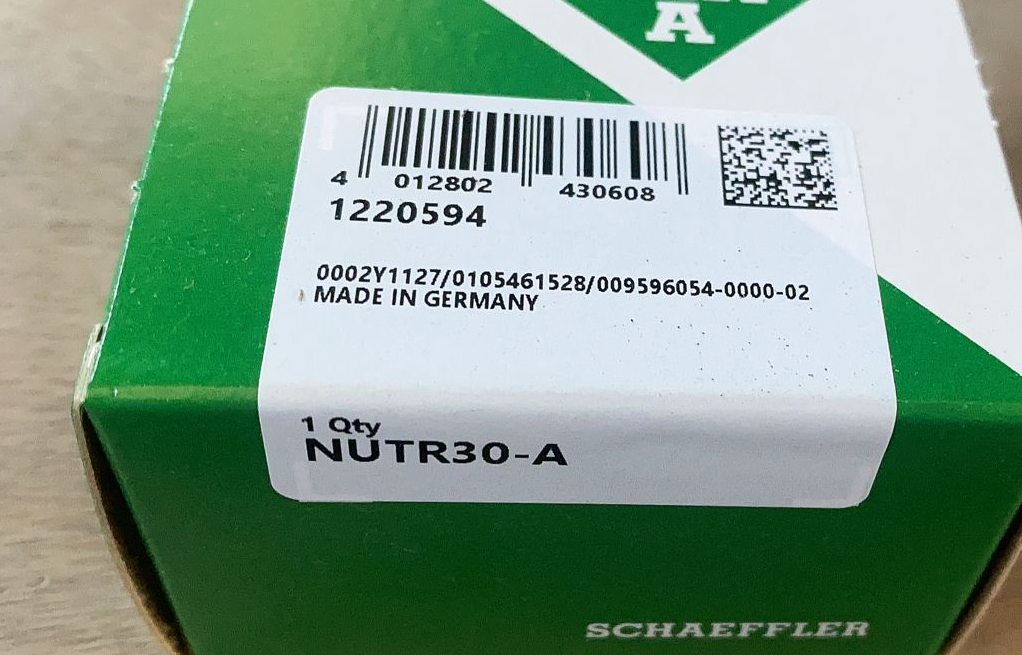 A
4 012802 430608
1220594
0002Y1127/0105461528/009596054-0000-02
MADE IN GERMANY
1 Qty
NUTR30-A
SCHAEFFLER